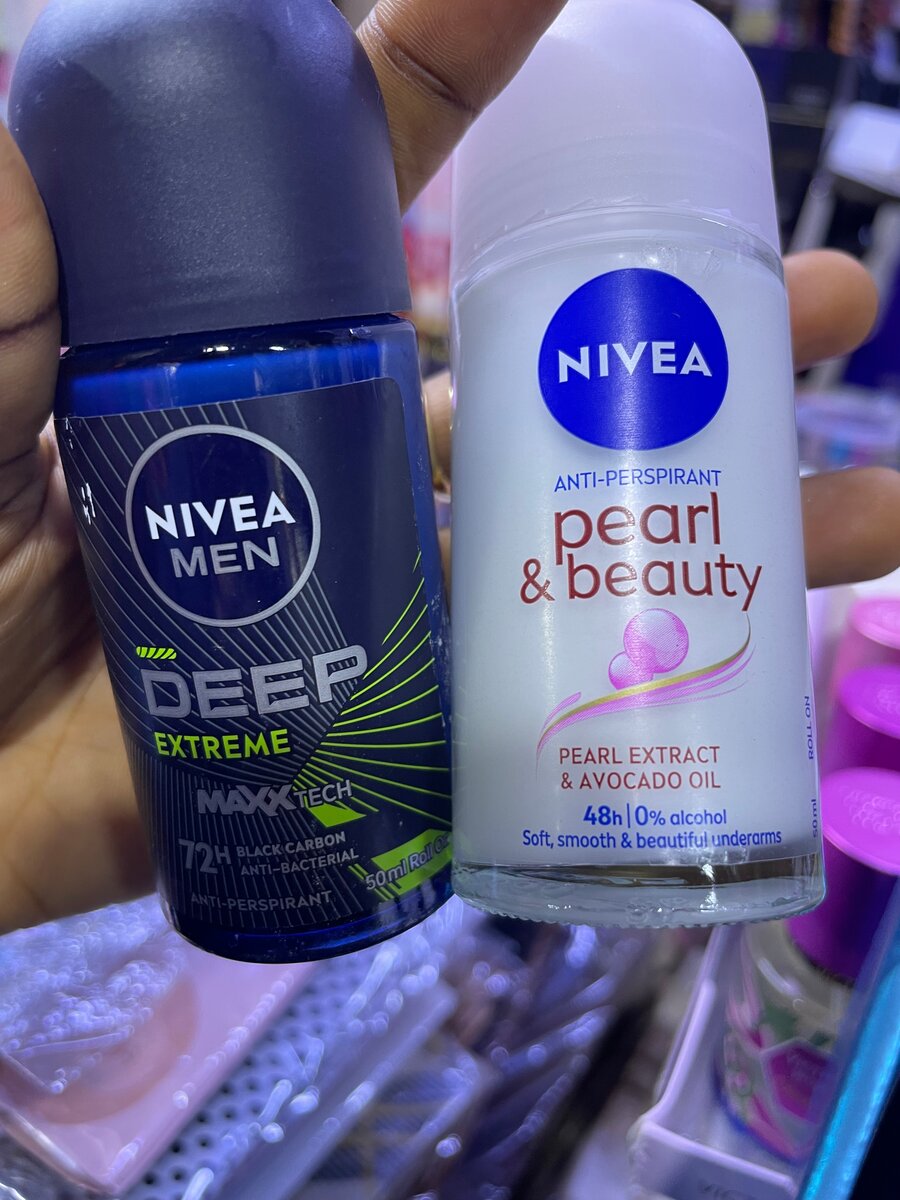 NIVEA
MEN
DEEP
EXTREME
MAXXTECH
72H BLACK CARBON
ANTI-BACTERIAL
50ml Roll On
ANTI-PERSPIRANT
NIVEA
ANTI-PERSPIRANT
pearl
& beauty
PEARL EXTRACT
& AVOCADO OIL
48h | 0% alcohol
Soft, smooth & beautiful underarms
50ml ROLL ON